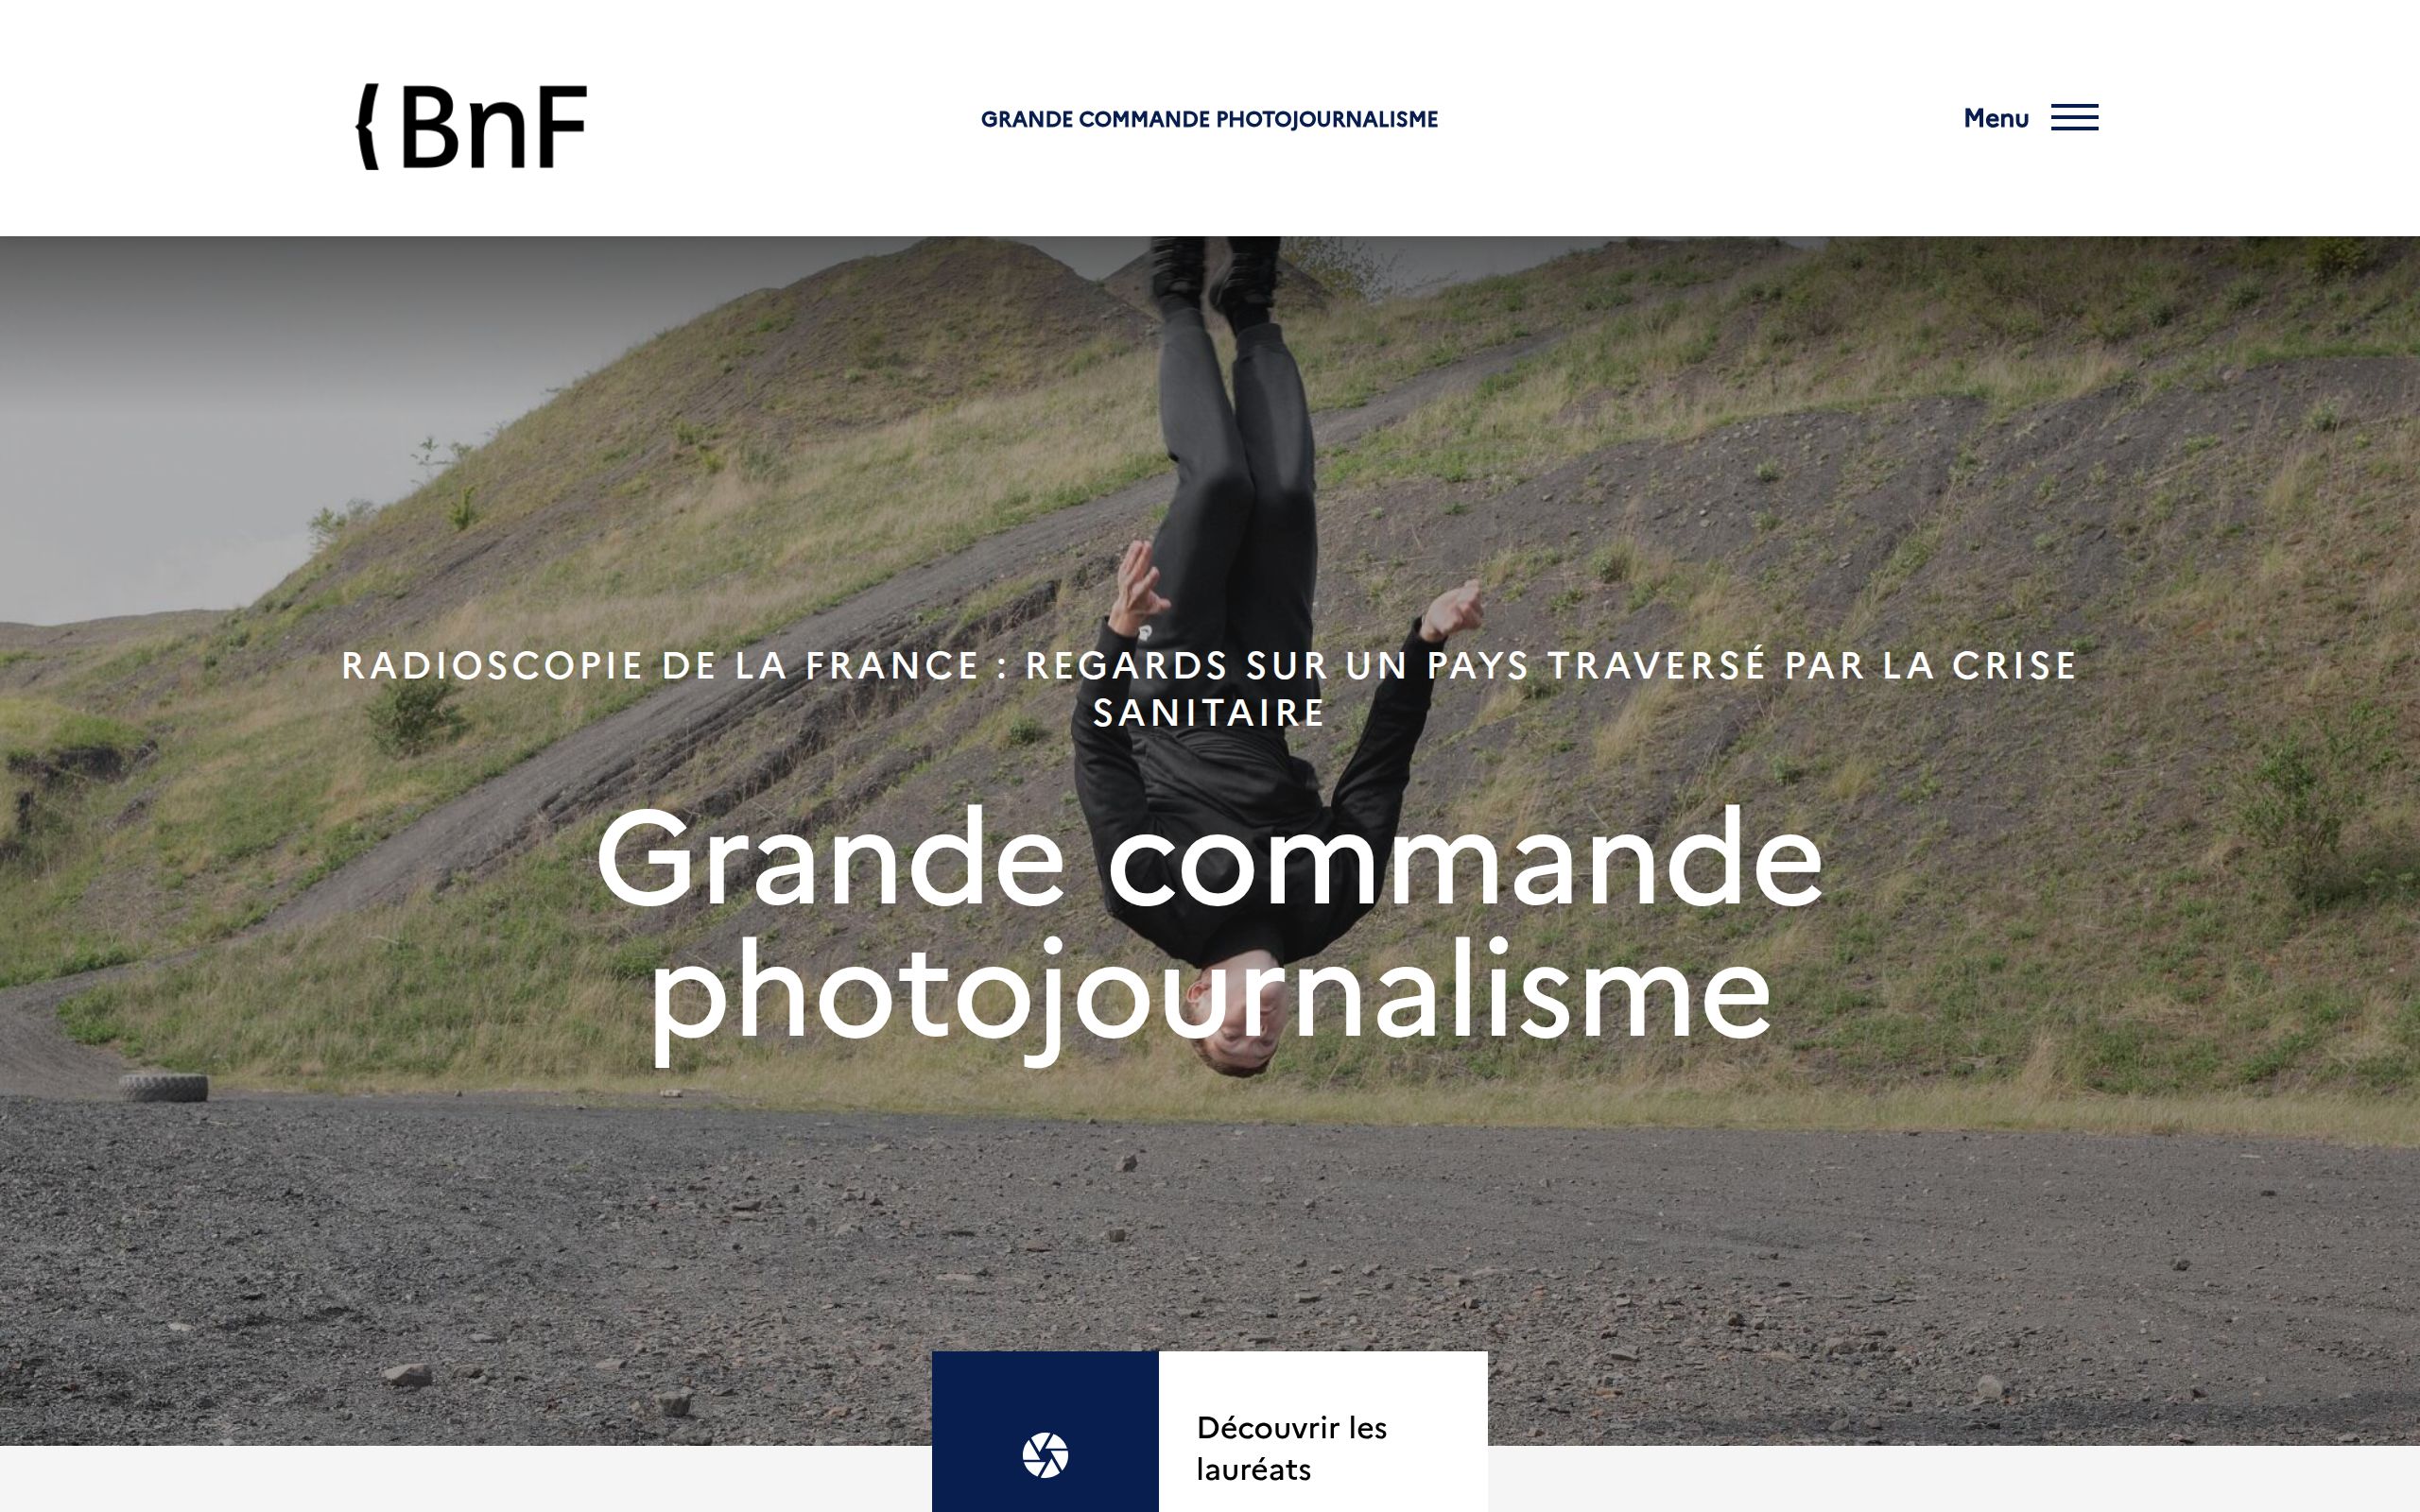 BnF
GRANDE COMMANDE PHOTOJOURNALISME
Menu
RADIOSCOPIE DE LA FRANCE : REGARDS SUR UN PAYS TRAVERSÉ PAR LA CRISE
SANITAIRE
Grande commande
photojournalisme
Découvrir les
lauréats